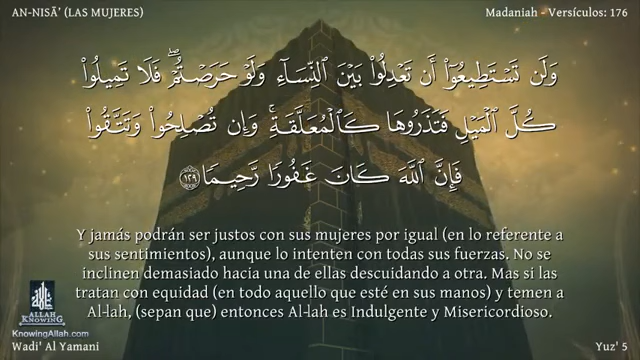 AN-NISĀ’ (LAS MUJERES)
Madaniah - Versículos: 176
وَلَن تَسْتَطِيعُوٓا۟ أَن تَعْدِلُوا۟ بَيْنَ ٱلنِّسَآءِ وَلَوْ حَرَصْتُمْ ۖ فَلَا تَمِيلُوا۟
كُلَّ ٱلْمَيْلِ فَتَذَرُوهَا كَٱلْمُعَلَّقَةِ ۚ وَإِن تُصْلِحُوا۟ وَتَتَّقُوا۟
فَإِنَّ ٱللَّهَ كَانَ غَفُورًا رَّحِيمًا ١٢٩
Y jamás podrán ser justos con sus mujeres por igual (en lo referente a
sus sentimientos), aunque lo intenten con todas sus fuerzas. No se
inclinen demasiado hacia una de ellas descuidando a otra. Mas si las
tratan con equidad (en todo aquello que esté en sus manos) y temen a
Al-lah, (sepan que) entonces Al-lah es Indulgente y Misericordioso.
ALLAH
KNOWING
KnowingAllah.com
Wadi' Al Yamani
Yuz' 5